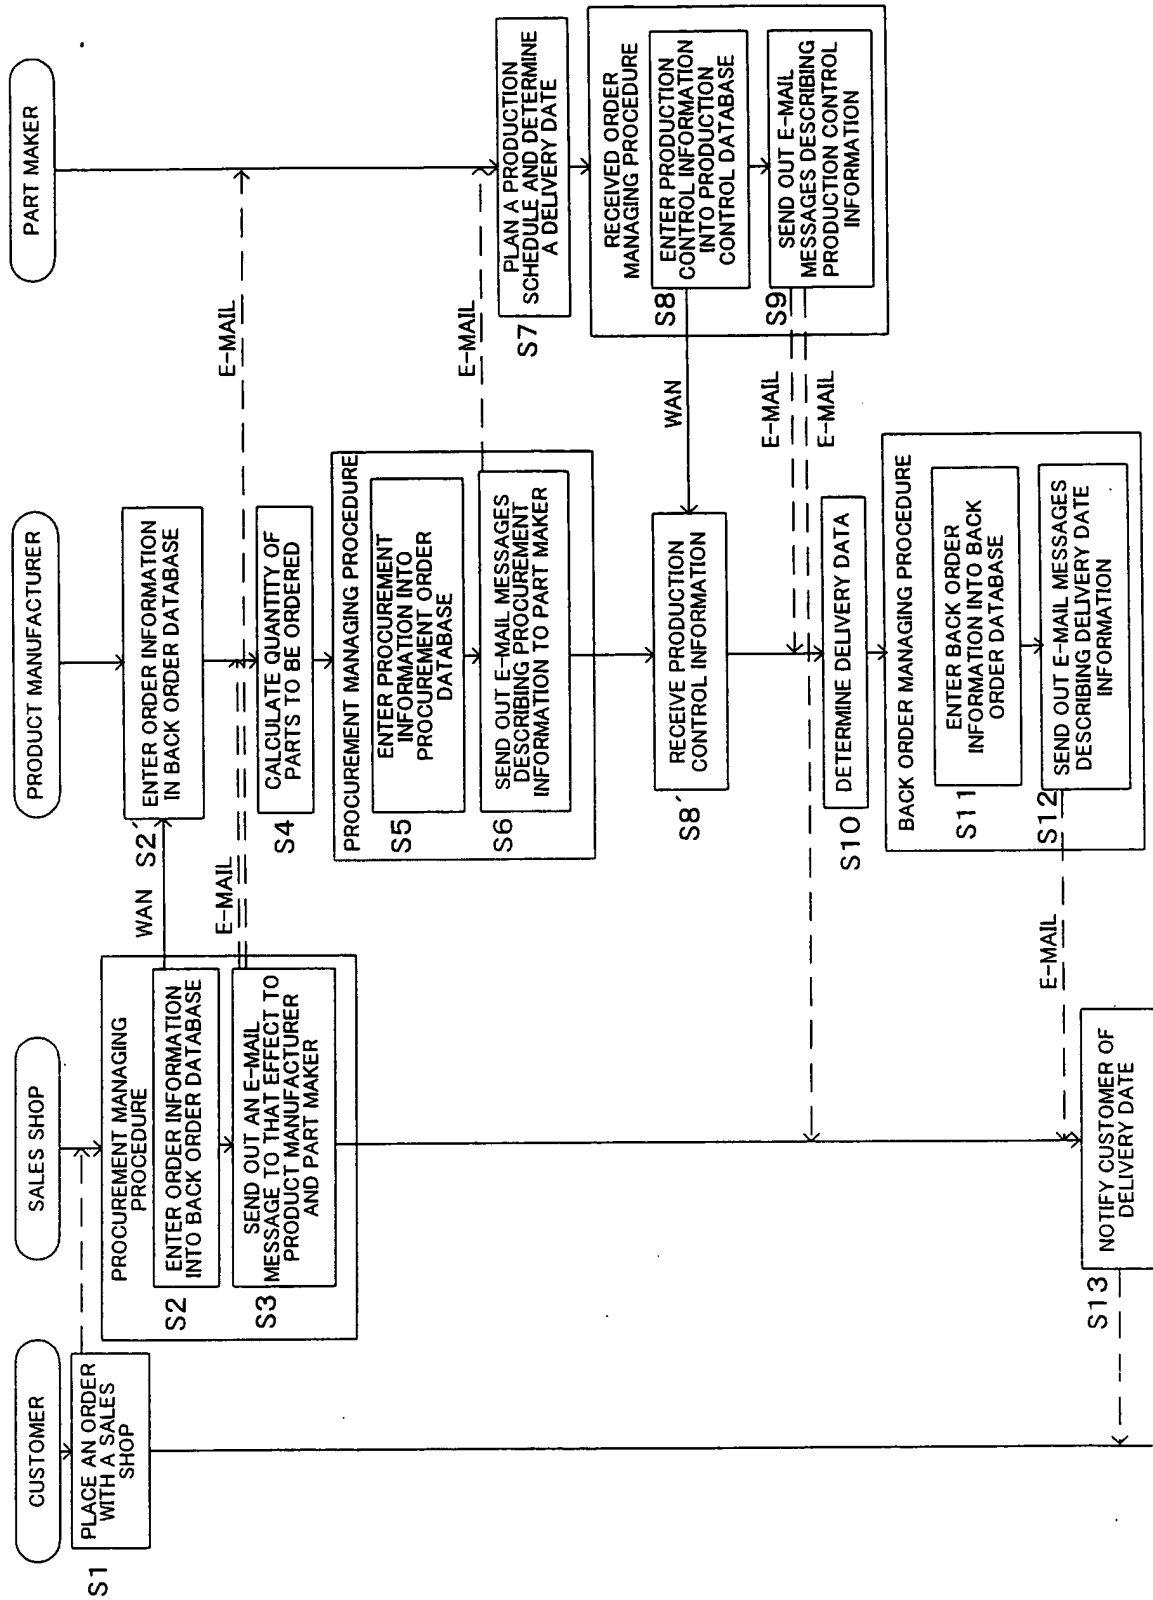 CUSTOMER
SALES SHOP
PRODUCT MANUFACTURER
PART MAKER
S1
PLACE AN ORDER
WITH A SALES
SHOP
PROCUREMENT MANAGING
PROCEDURE
S2
ENTER ORDER INFORMATION
INTO BACK ORDER DATABASE
WAN
S2´
ENTER ORDER INFORMATION
IN BACK ORDER DATABASE
S3
SEND OUT AN E-MAIL
MESSAGE TO THAT EFFECT TO
PRODUCT MANUFACTURER
AND PART MAKER
E-MAIL
E-MAIL
S4
CALCULATE QUANTITY OF
PARTS TO BE ORDERED
PROCUREMENT MANAGING PROCEDURE
S5
ENTER PROCUREMENT
INFORMATION INTO
PROCUREMENT ORDER
DATABASE
S6
SEND OUT E-MAIL MESSAGES
DESCRIBING PROCUREMENT
INFORMATION TO PART MAKER
E-MAIL
S7
PLAN A PRODUCTION
SCHEDULE AND DETERMINE
A DELIVERY DATE
RECEIVED ORDER
MANAGING PROCEDURE
S8
ENTER PRODUCTION
CONTROL INFORMATION
INTO PRODUCTION
CONTROL DATABASE
WAN
S8´
RECEIVE PRODUCTION
CONTROL INFORMATION
S9
SEND OUT E-MAIL
MESSAGES DESCRIBING
PRODUCTION CONTROL
INFORMATION
E-MAIL
E-MAIL
S10
DETERMINE DELIVERY DATA
BACK ORDER MANAGING PROCEDURE
S11
ENTER BACK ORDER
INFORMATION INTO BACK
ORDER DATABASE
S12
SEND OUT E-MAIL MESSAGES
DESCRIBING DELIVERY DATE
INFORMATION
E-MAIL
S13
NOTIFY CUSTOMER OF
DELIVERY DATE